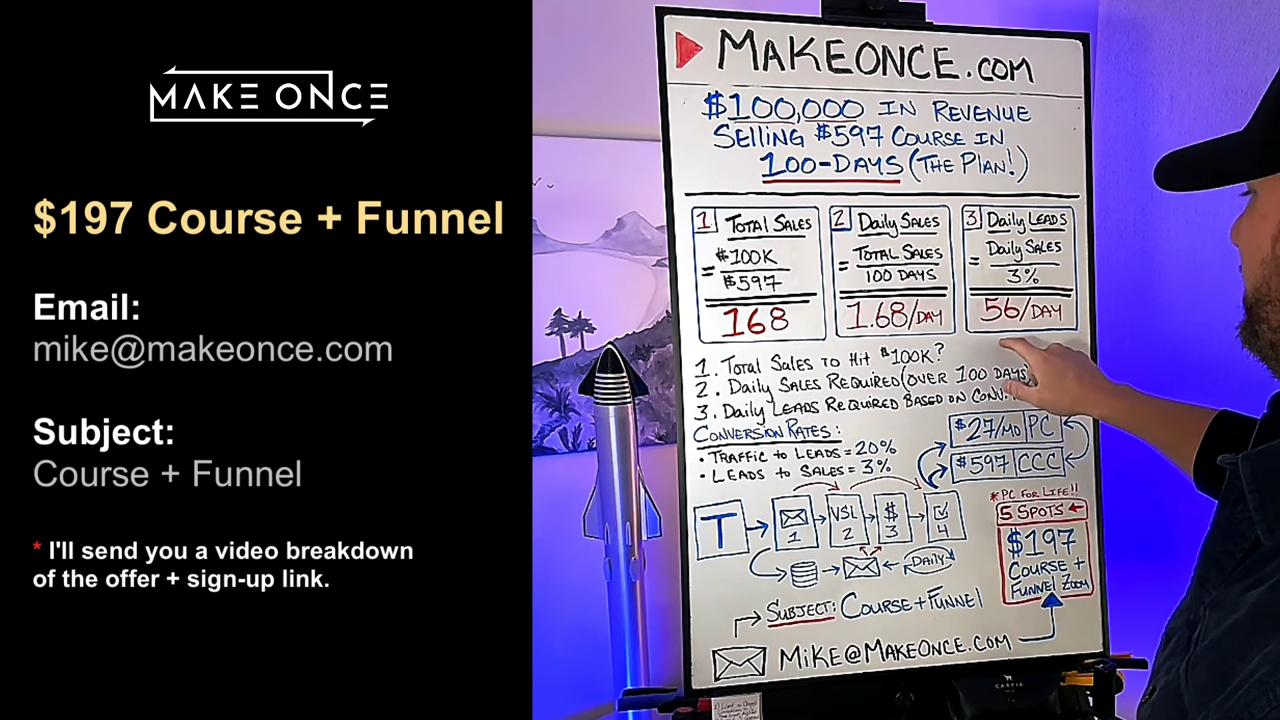 MAKE ONCE
$197 Course + Funnel
Email:
mike@makeonce.com
Subject:
Course + Funnel
* I'll send you a video breakdown
of the offer + sign-up link.
MAKEONCE.COM
$100,000 IN REVENUE
SELLING $597 COURSE IN
100-DAYS (THE PLAN!)
1 TOTAL SALES
= $100K
$597
168
2 DAILY SALES
= TOTAL SALES
100 DAYS
1.68/DAY
3 DAILY LEADS
= DAILY SALES
3%
56/DAY
1. TOTAL SALES TO HIT $100K?
2. DAILY SALES REQUIRED (OVER 100 DAYS
3. DAILY LEADS REQUIRED BASED ON CONV.
CONVERSION RATES:
• TRAFFIC TO LEADS = 20%
• LEADS TO SALES = 3%
$27/MO PC
$597 CCC
* PC FOR LIFE!!
5 SPOTS
$197
COURSE +
FUNNEL ZOOM
T
1
VSL
2
$
3
4
DAILY
SUBJECT: COURSE + FUNNEL
MIKE@MAKEONCE.COM